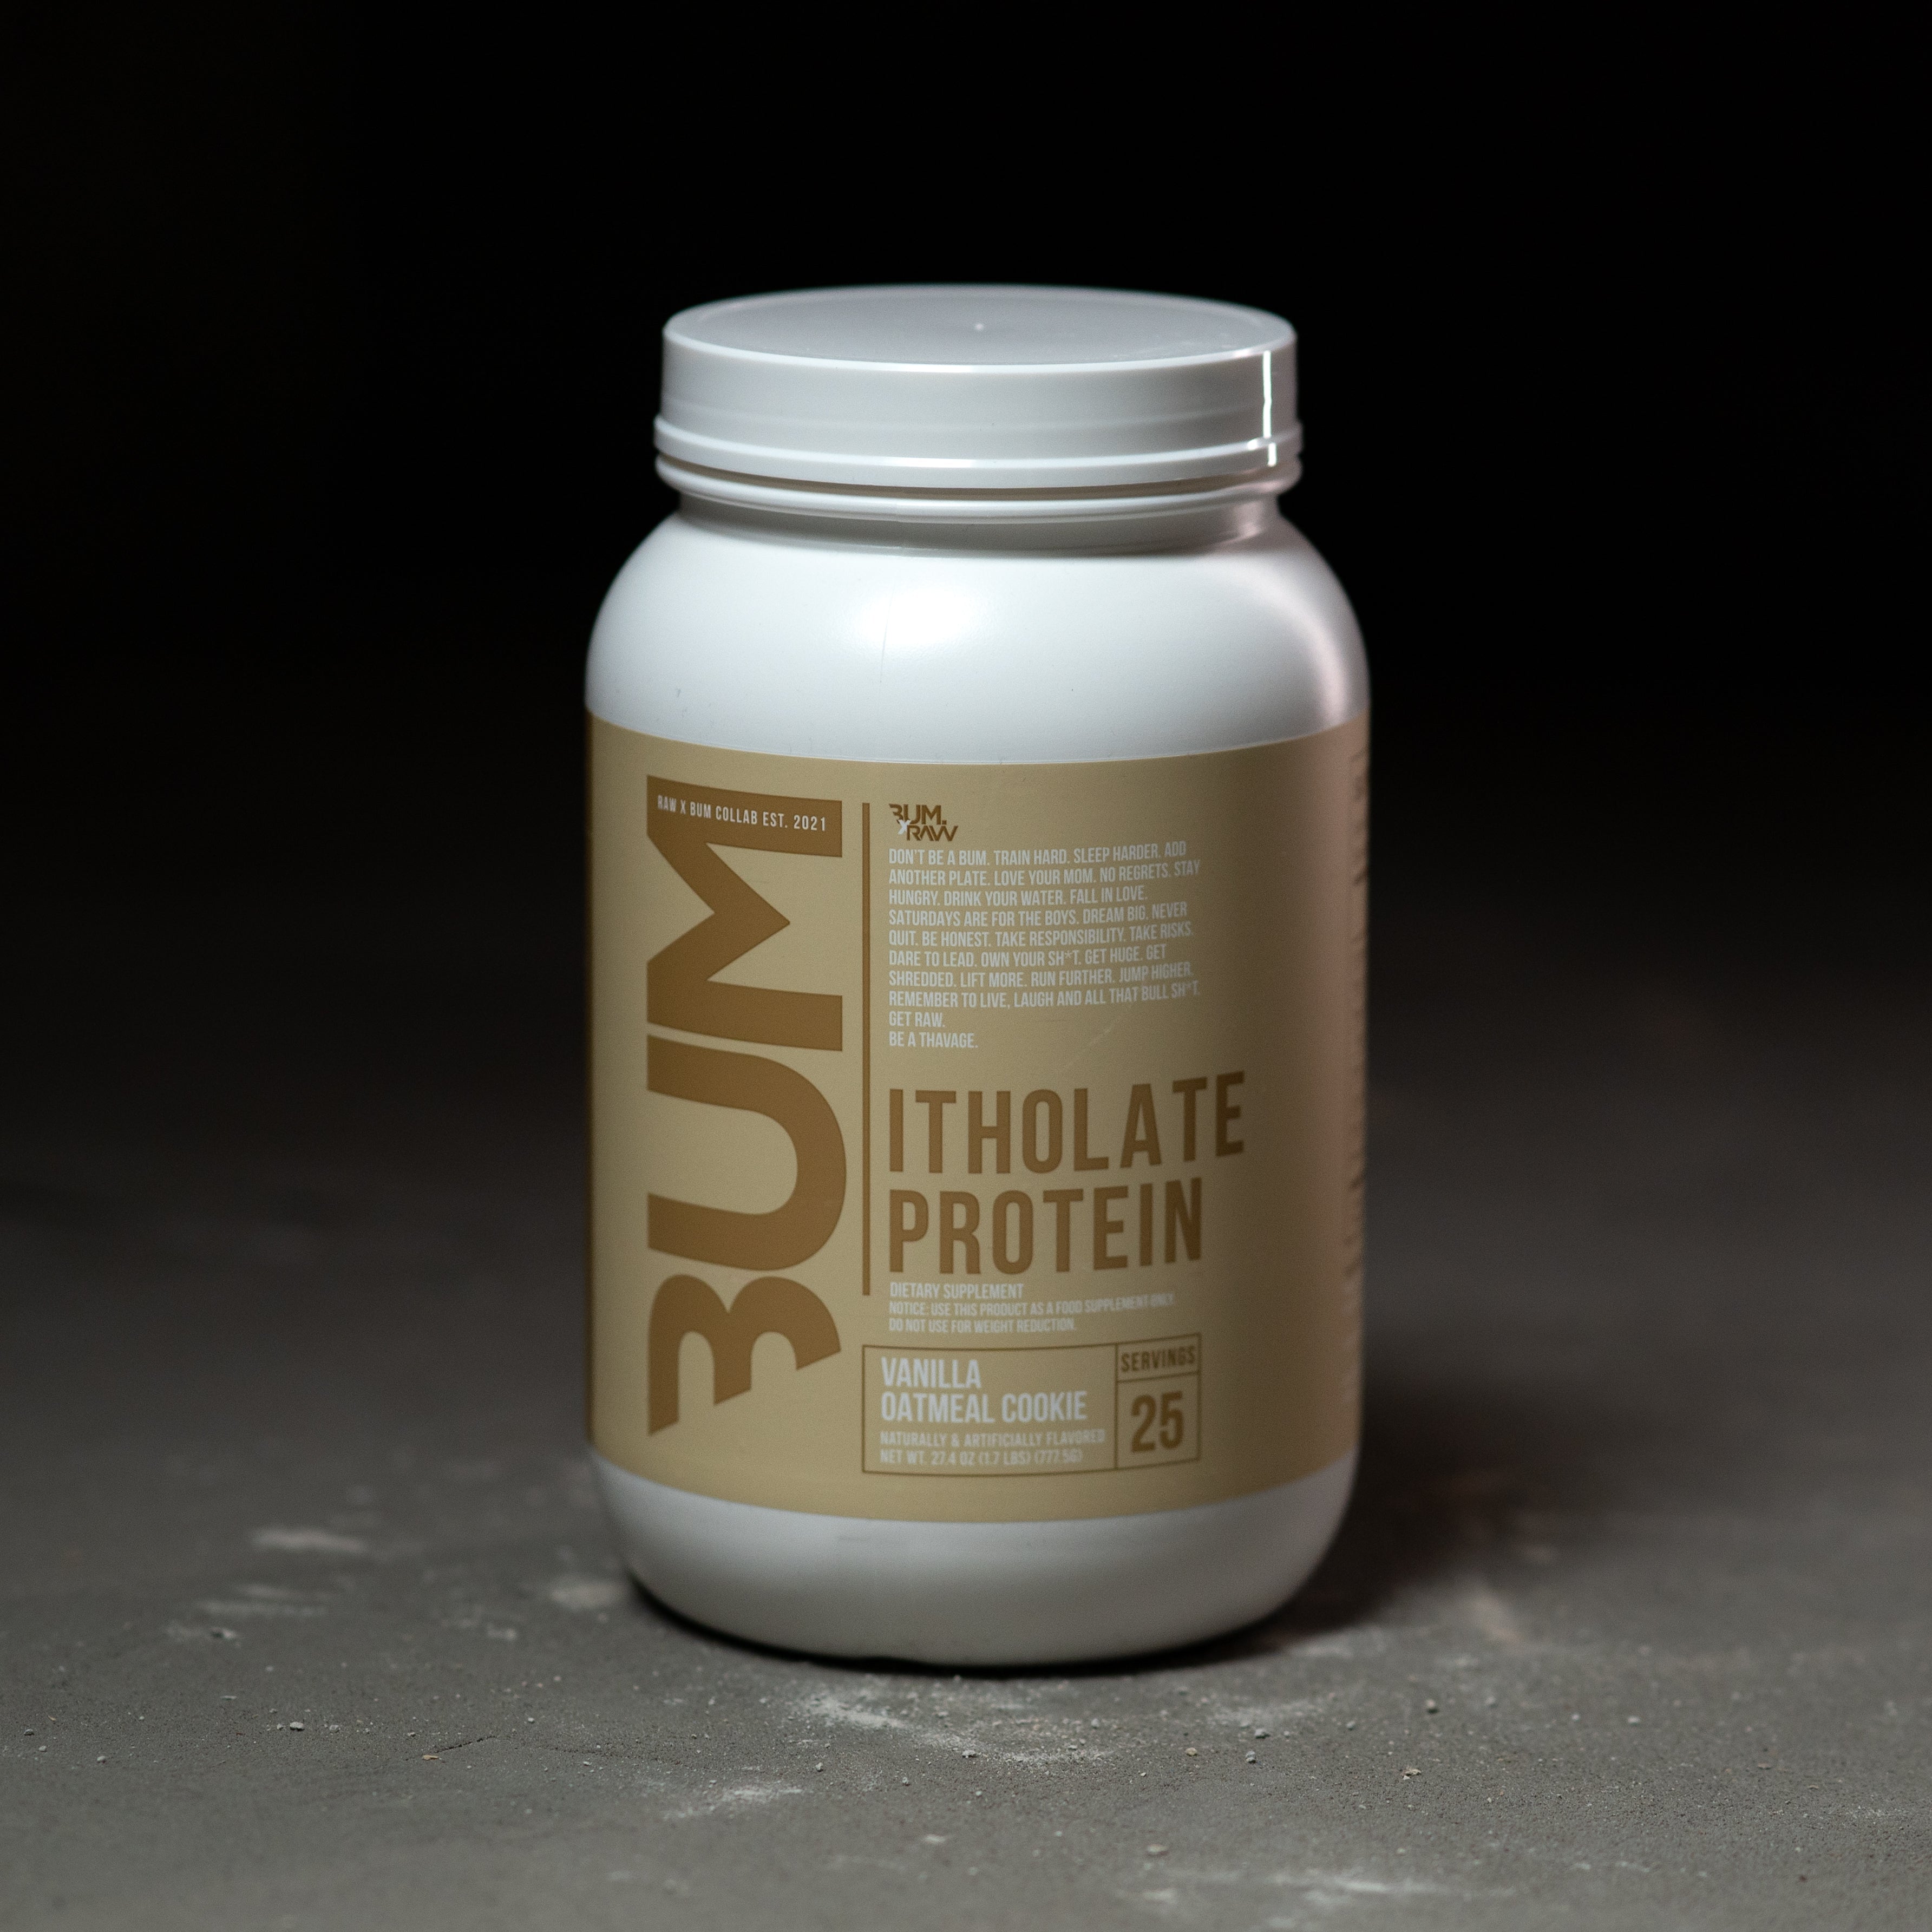 BUM
RAW X BUM COLLAB EST. 2021
BUM.
X RAW
DON'T BE A BUM. TRAIN HARD. SLEEP HARDER. ADD
ANOTHER PLATE. LOVE YOUR MOM. NO REGRETS. STAY
HUNGRY. DRINK YOUR WATER. FALL IN LOVE.
SATURDAYS ARE FOR THE BOYS. DREAM BIG. NEVER
QUIT. BE HONEST. TAKE RESPONSIBILITY. TAKE RISKS.
DARE TO LEAD. OWN YOUR SH*T. GET HUGE. GET
SHREDDED. LIFT MORE. RUN FURTHER. JUMP HIGHER.
REMEMBER TO LIVE, LAUGH AND ALL THAT BULL SH*T.
GET RAW.
BE A THAVAGE.
ITHOLATE
PROTEIN
DIETARY SUPPLEMENT
NOTICE: USE THIS PRODUCT AS A FOOD SUPPLEMENT ONLY.
DO NOT USE FOR WEIGHT REDUCTION.
VANILLA
OATMEAL COOKIE
NATURALLY & ARTIFICIALLY FLAVORED
NET WT. 27.4 OZ (1.7 LBS) (777.5G)
SERVINGS
25